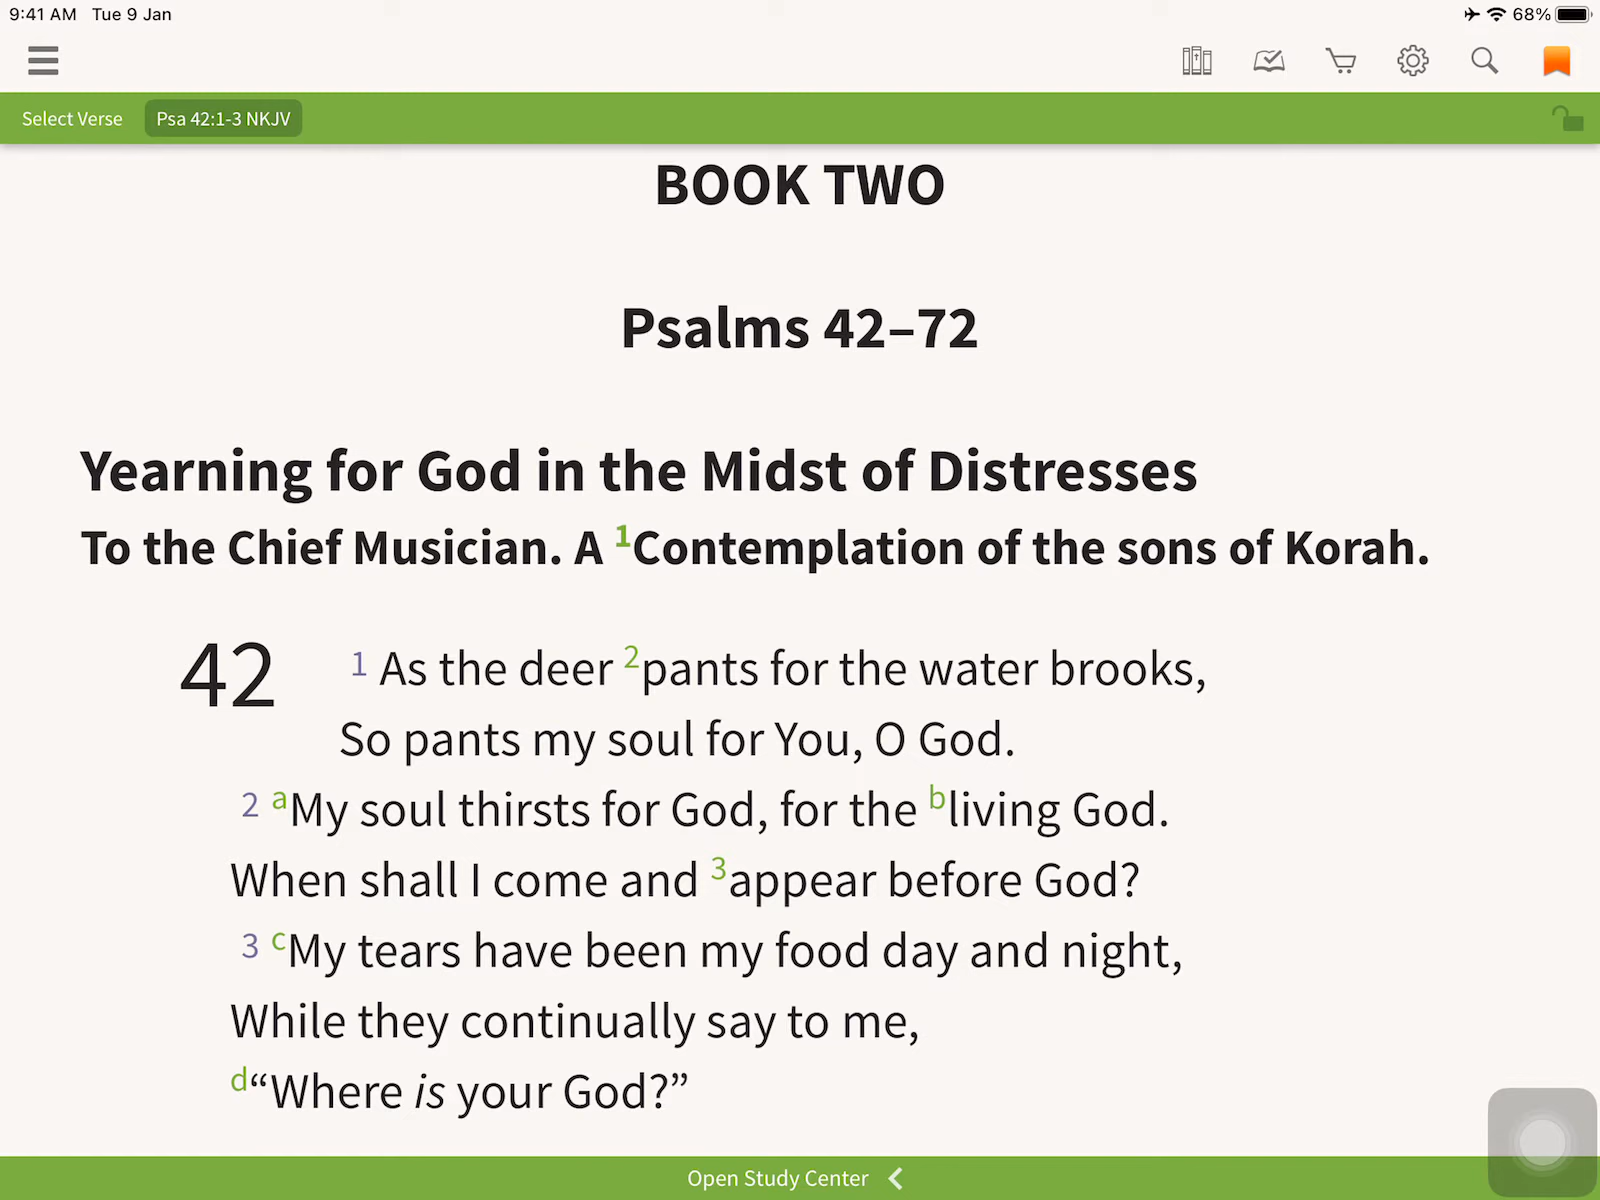 9:41 AM Tue 9 Jan 68%
Select Verse Psa 42:1-3 NKJV
BOOK TWO
Psalms 42–72
Yearning for God in the Midst of Distresses
To the Chief Musician. A 1Contemplation of the sons of Korah.
42 1 As the deer 2pants for the water brooks,
So pants my soul for You, O God.
2 aMy soul thirsts for God, for the bliving God.
When shall I come and 3appear before God?
3 cMy tears have been my food day and night,
While they continually say to me,
d“Where is your God?”
Open Study Center